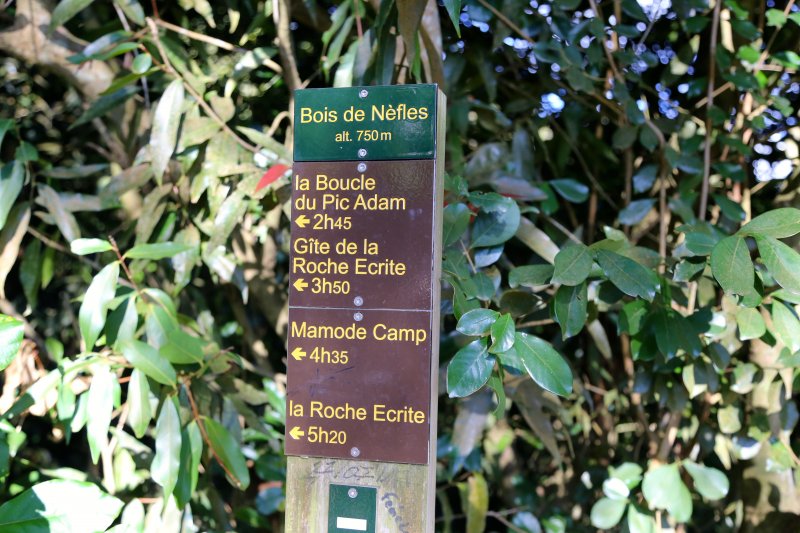 Bois de Nèfles
alt. 750 m
la Boucle
du Pic Adam
← 2h45
Gîte de la
Roche Ecrite
← 3h50
Mamode Camp
← 4h35
la Roche Ecrite
← 5h20